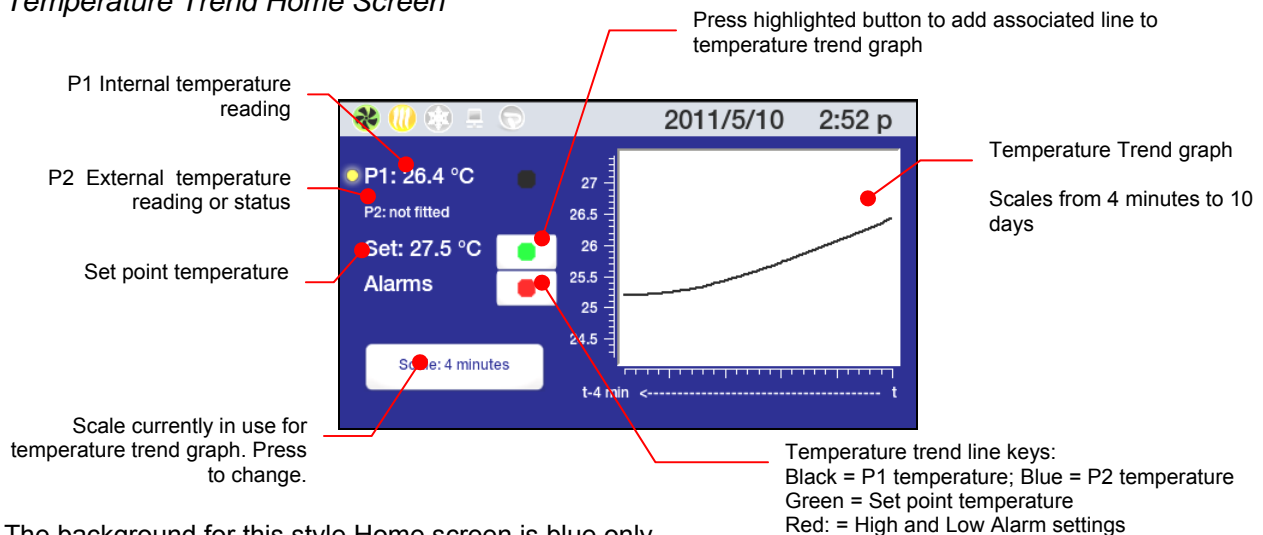 Temperature Trend Home Screen
Press highlighted button to add associated line to
temperature trend graph
P1 Internal temperature
reading
P2 External temperature
reading or status
Set point temperature
Scale currently in use for
temperature trend graph. Press
to change.
2011/5/10 2:52 p
P1: 26.4 °C
P2: not fitted
Set: 27.5 °C
Alarms
Scale: 4 minutes
27
26.5
26
25.5
25
24.5
t-4 min <------------------------------------------- t
Temperature Trend graph
Scales from 4 minutes to 10
days
Temperature trend line keys:
Black = P1 temperature; Blue = P2 temperature
Green = Set point temperature
Red: = High and Low Alarm settings
The background for this style Home screen is blue only